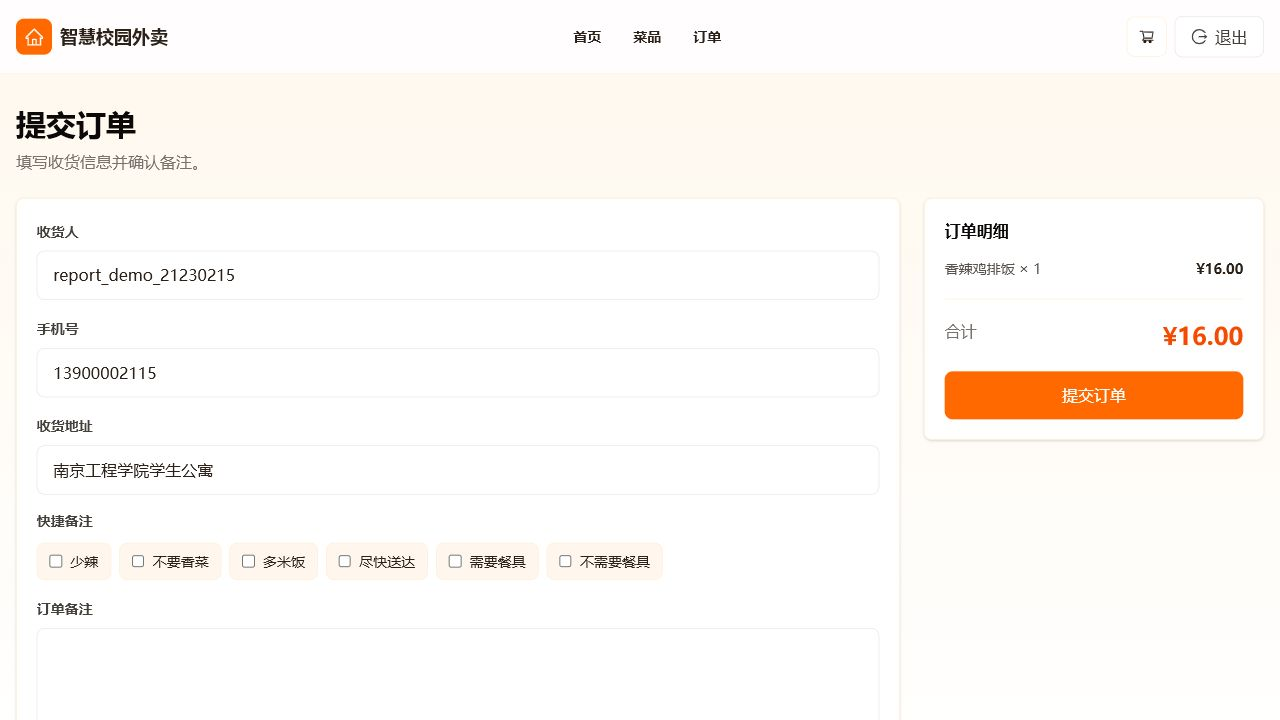 智慧校园外卖
首页
菜品
订单
退出
提交订单
填写收货信息并确认备注。
收货人
report_demo_21230215
手机号
13900002115
收货地址
南京工程学院学生公寓
快捷备注
少辣
不要香菜
多米饭
尽快送达
需要餐具
不需要餐具
订单备注
订单明细
香辣鸡排饭 × 1
¥16.00
合计
¥16.00
提交订单